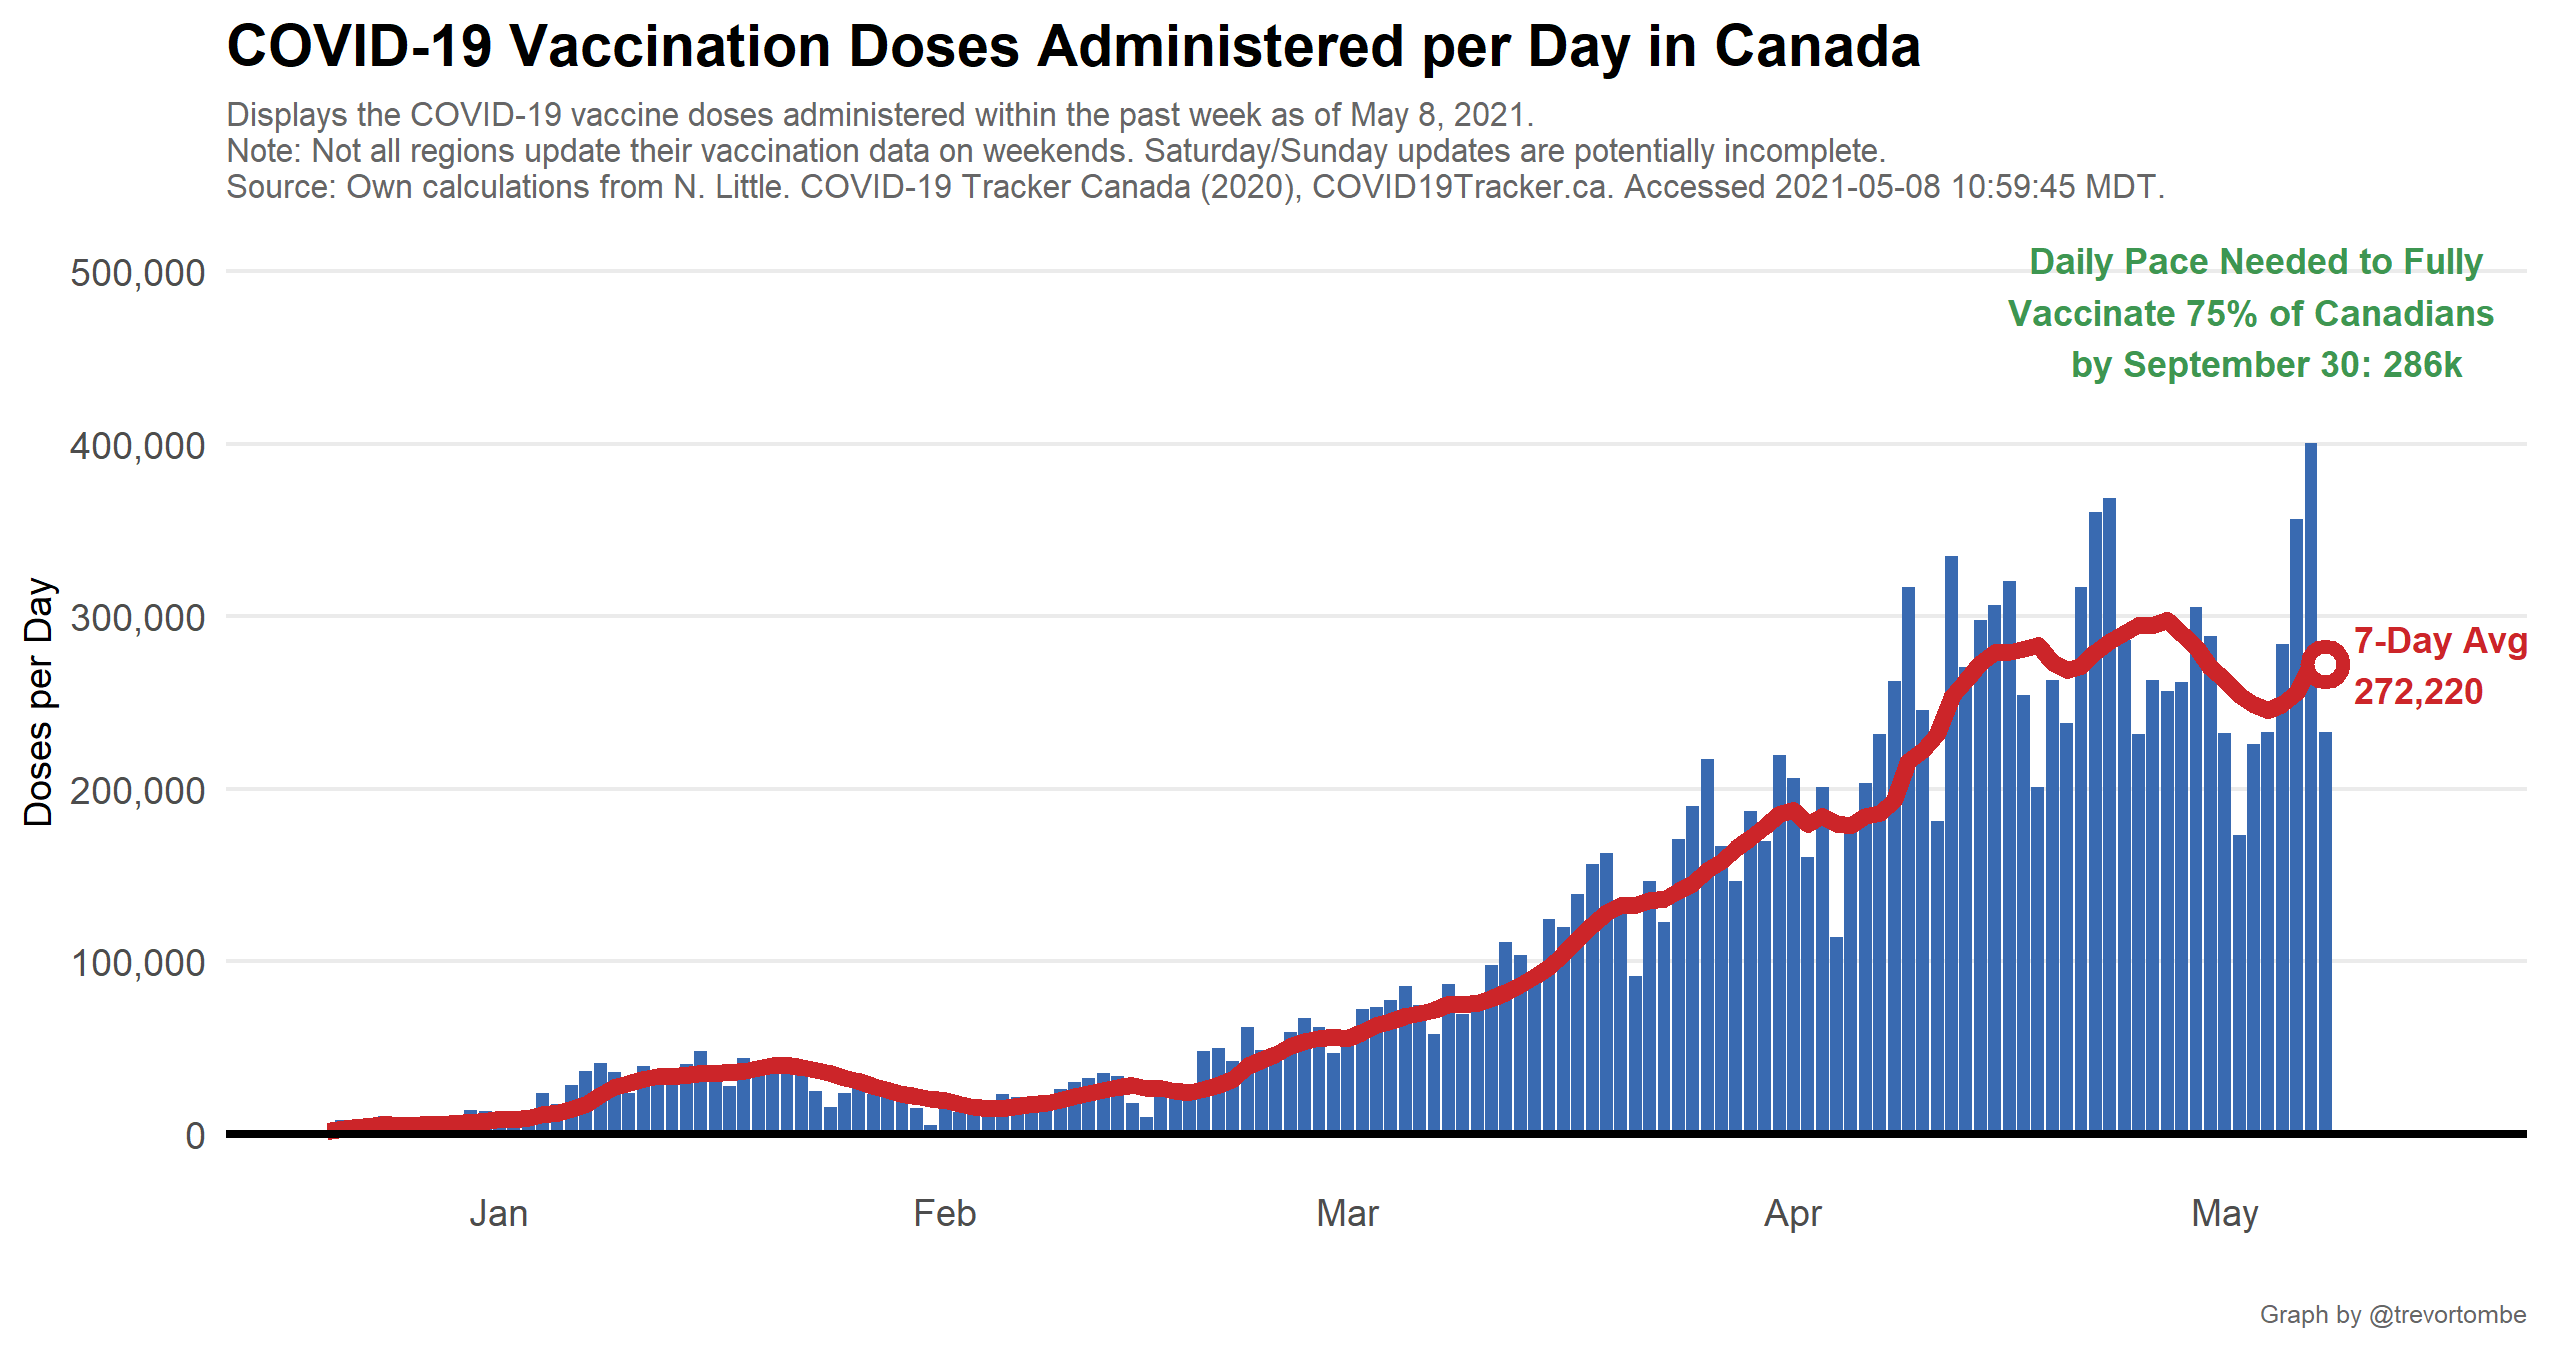 COVID-19 Vaccination Doses Administered per Day in Canada
Displays the COVID-19 vaccine doses administered within the past week as of May 8, 2021.
Note: Not all regions update their vaccination data on weekends. Saturday/Sunday updates are potentially incomplete.
Source: Own calculations from N. Little. COVID-19 Tracker Canada (2020), COVID19Tracker.ca. Accessed 2021-05-08 10:59:45 MDT.
Daily Pace Needed to Fully
Vaccinate 75% of Canadians
by September 30: 286k
500,000
400,000
300,000
200,000
100,000
0
Doses per Day
7-Day Avg
272,220
Jan
Feb
Mar
Apr
May
Graph by @trevortombe